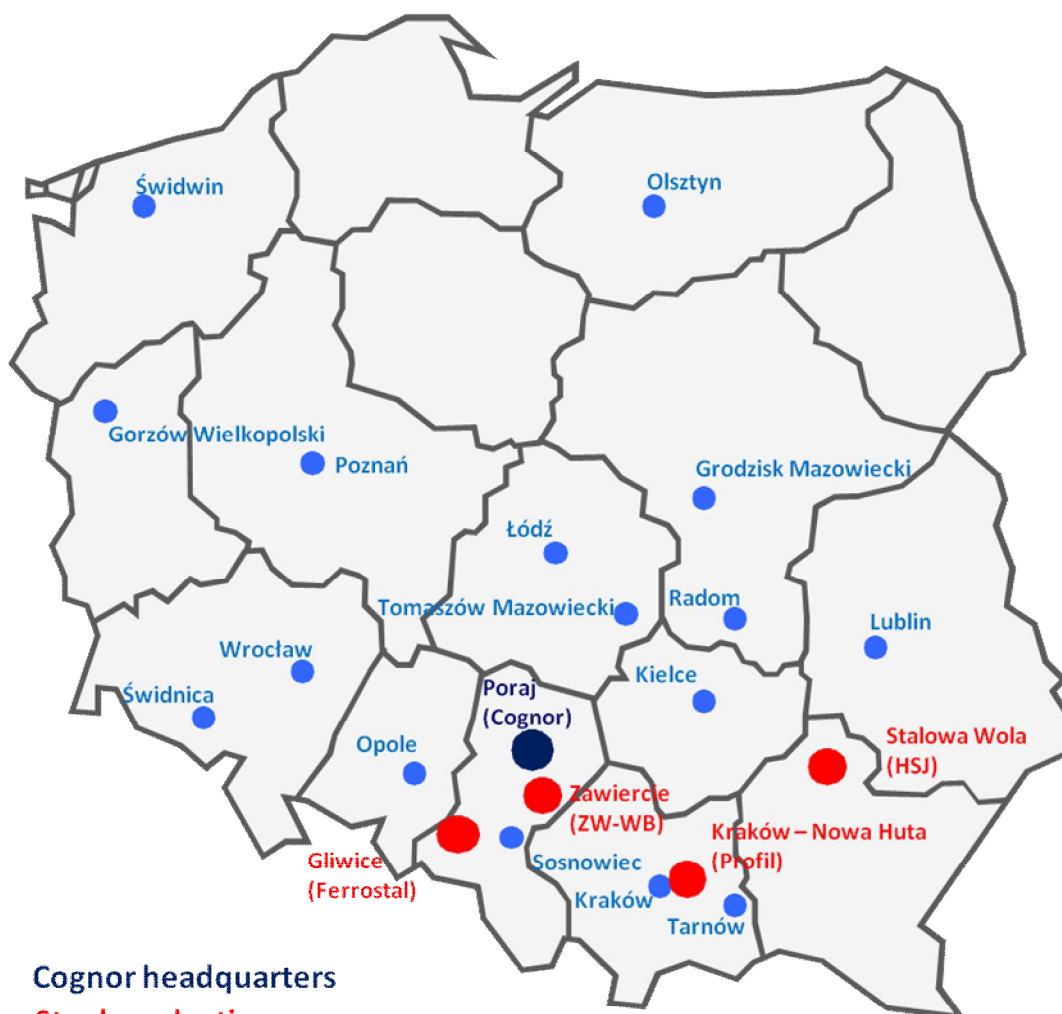 Świdwin
Olsztyn
Gorzów Wielkopolski
Poznań
Grodzisk Mazowiecki
Łódź
Tomaszów Mazowiecki
Radom
Lublin
Wrocław
Kielce
Poraj
(Cognor)
Świdnica
Opole
Stalowa Wola
(HSJ)
Zawiercie
(ZW-WB)
Kraków – Nowa Huta
(Profil)
Gliwice
(Ferrostal)
Sosnowiec
Kraków
Tarnów
Cognor headquarters